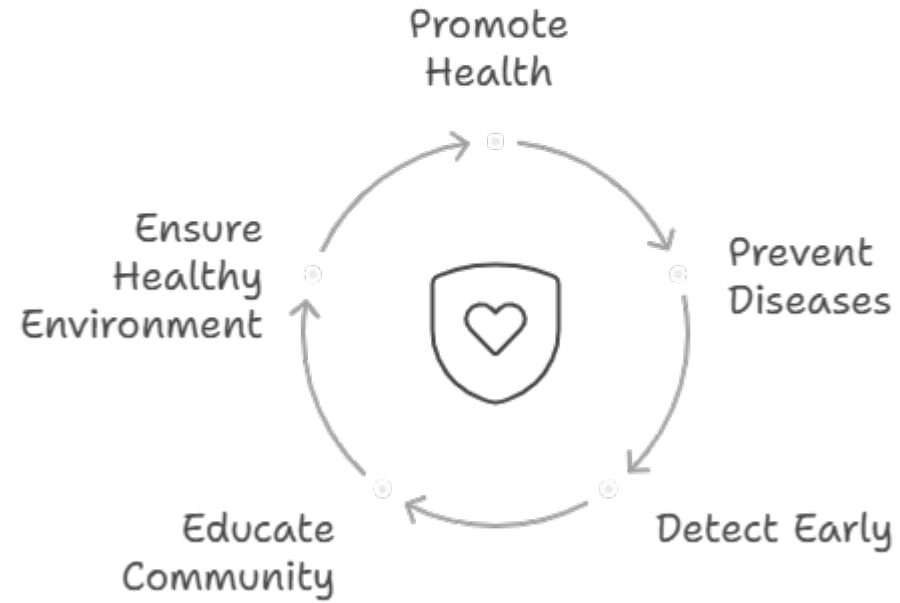 Promote
Health
Prevent
Diseases
Detect Early
Educate
Community
Ensure
Healthy
Environment